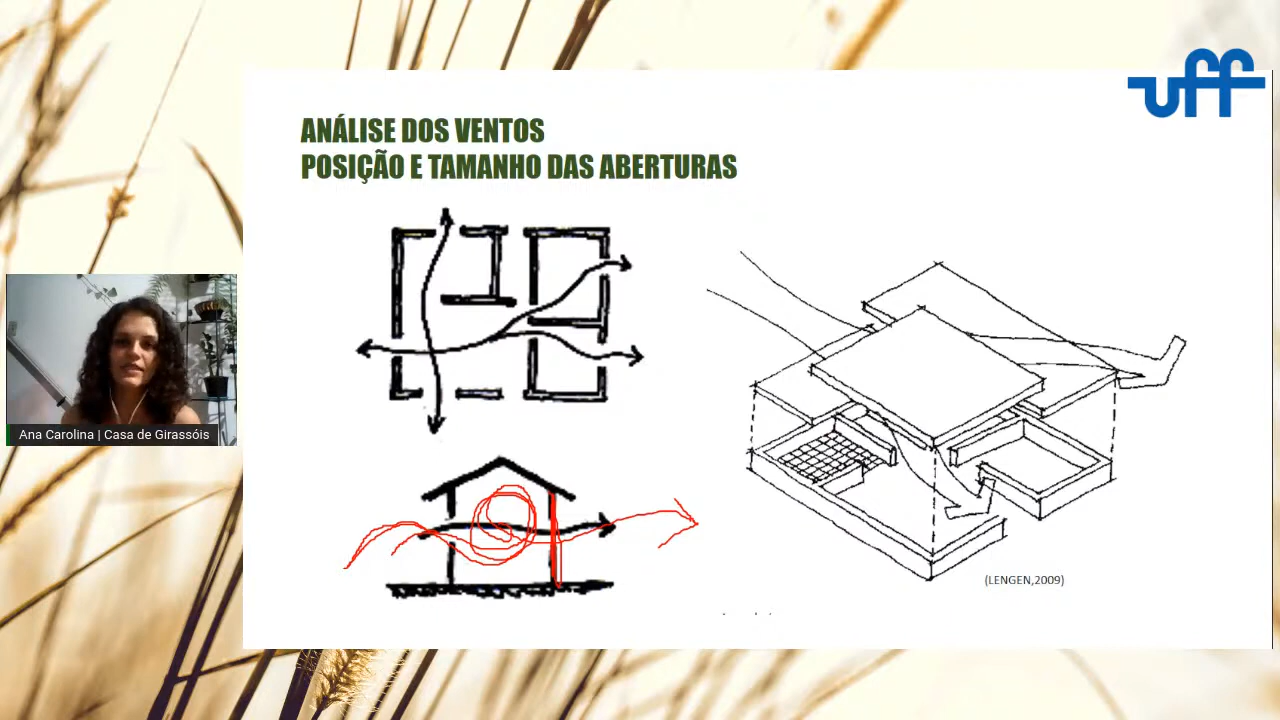 uff
ANÁLISE DOS VENTOS
POSIÇÃO E TAMANHO DAS ABERTURAS
Ana Carolina | Casa de Girassóis
(LENGEN,2009)